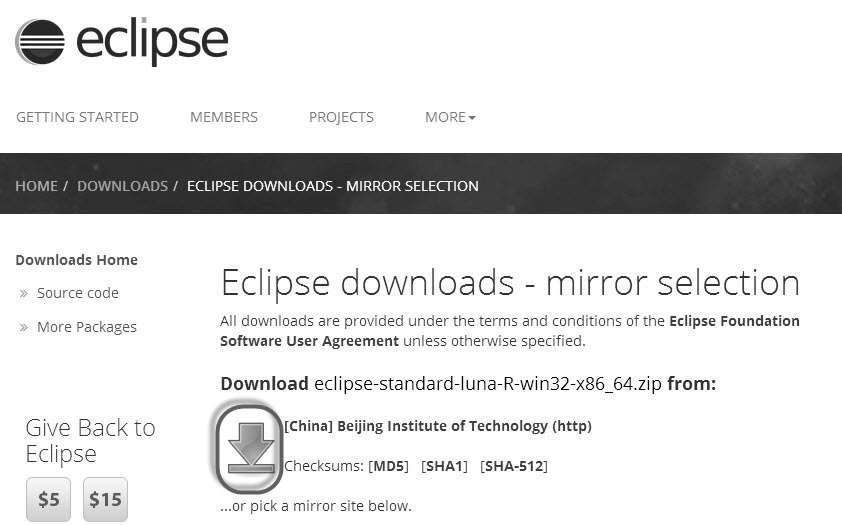 eclipse
GETTING STARTED MEMBERS PROJECTS MORE
HOME / DOWNLOADS / ECLIPSE DOWNLOADS - MIRROR SELECTION
Downloads Home
» Source code
» More Packages
Give Back to
Eclipse
$5 $15
Eclipse downloads - mirror selection
All downloads are provided under the terms and conditions of the Eclipse Foundation
Software User Agreement unless otherwise specified.
Download eclipse-standard-luna-R-win32-x86_64.zip from:
[China] Beijing Institute of Technology (http)
Checksums: [MD5] [SHA1] [SHA-512]
...or pick a mirror site below.